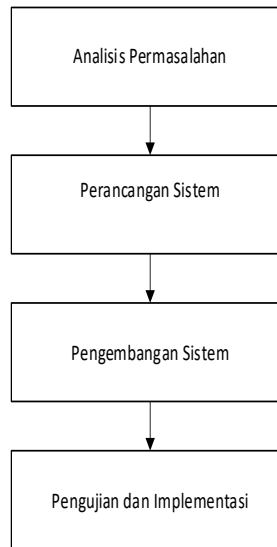 Analisis Permasalahan
Perancangan Sistem
Pengembangan Sistem
Pengujian dan Implementasi